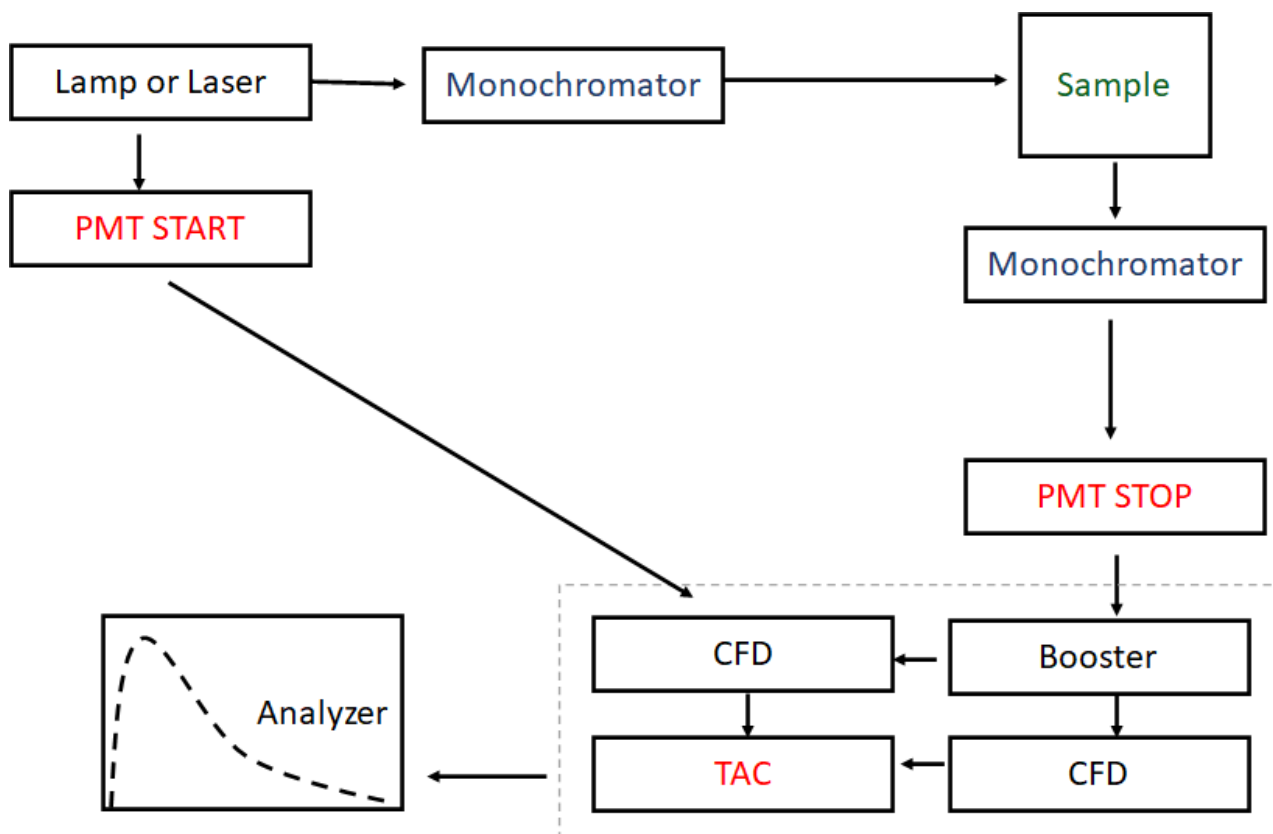 Lamp or Laser
Monochromator
Sample
PMT START
Monochromator
PMT STOP
CFD
Booster
Analyzer
TAC
CFD